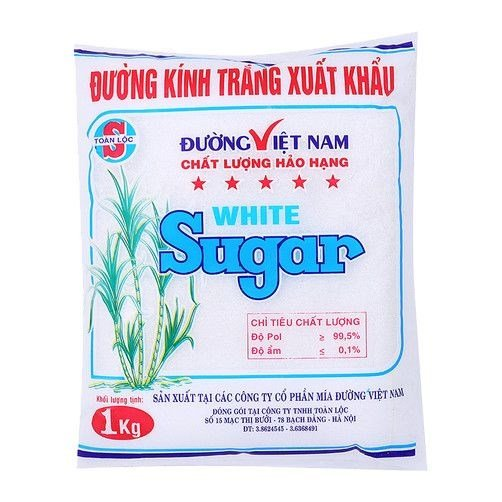 ĐƯỜNG KÍNH TRẮNG XUẤT KHẨU
TOÀN LỘC
S
ĐƯỜNG VIỆT NAM
CHẤT LƯỢNG HẢO HẠNG
WHITE
Sugar
CHỈ TIÊU CHẤT LƯỢNG
Độ Pol ≥ 99,5%
Độ ẩm ≤ 0,1%
Khối lượng tịnh:
1 Kg
SẢN XUẤT TẠI CÁC CÔNG TY CỔ PHẦN MÍA ĐƯỜNG VIỆT NAM
ĐÓNG GÓI TẠI CÔNG TY TNHH TOÀN LỘC
SỐ 15 MẠC THỊ BƯỞI - 78 BẠCH ĐẰNG - HÀ NỘI
ĐT: 3.8624545 - 3.6368491